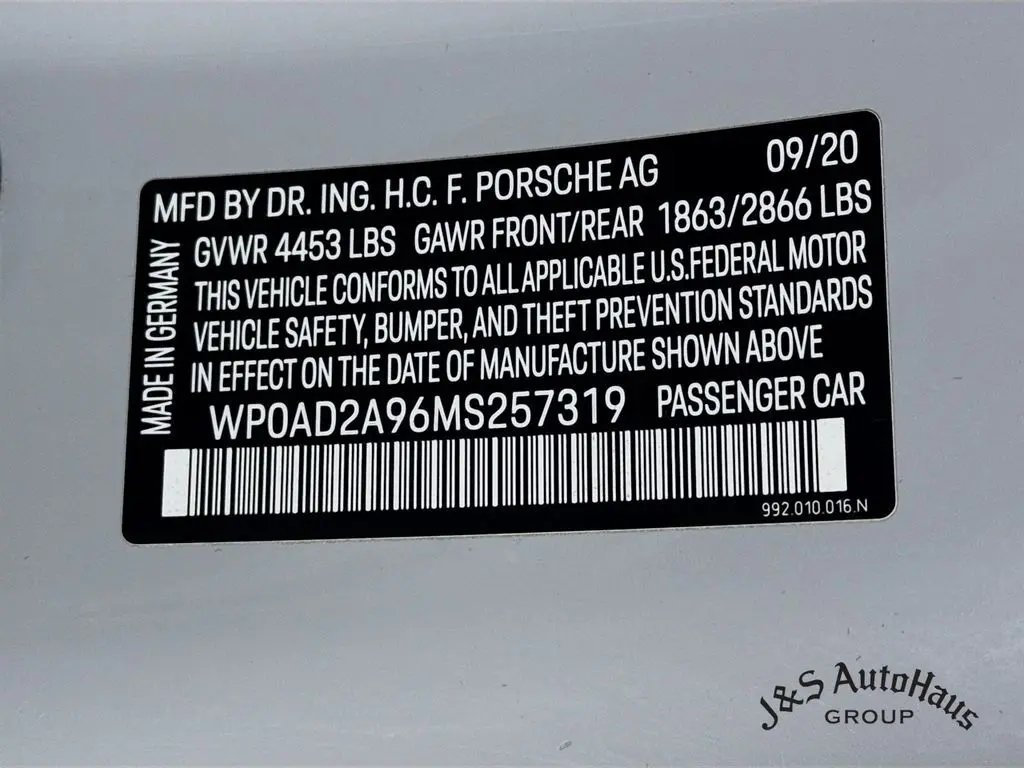 MFD BY DR. ING. H.C. F. PORSCHE AG 09/20
GVWR 4453 LBS GAWR FRONT/REAR 1863/2866 LBS
THIS VEHICLE CONFORMS TO ALL APPLICABLE U.S.FEDERAL MOTOR
VEHICLE SAFETY, BUMPER, AND THEFT PREVENTION STANDARDS
IN EFFECT ON THE DATE OF MANUFACTURE SHOWN ABOVE
WP0AD2A96MS257319 PASSENGER CAR
MADE IN GERMANY
992.010.016.N
J&S AutoHaus
GROUP